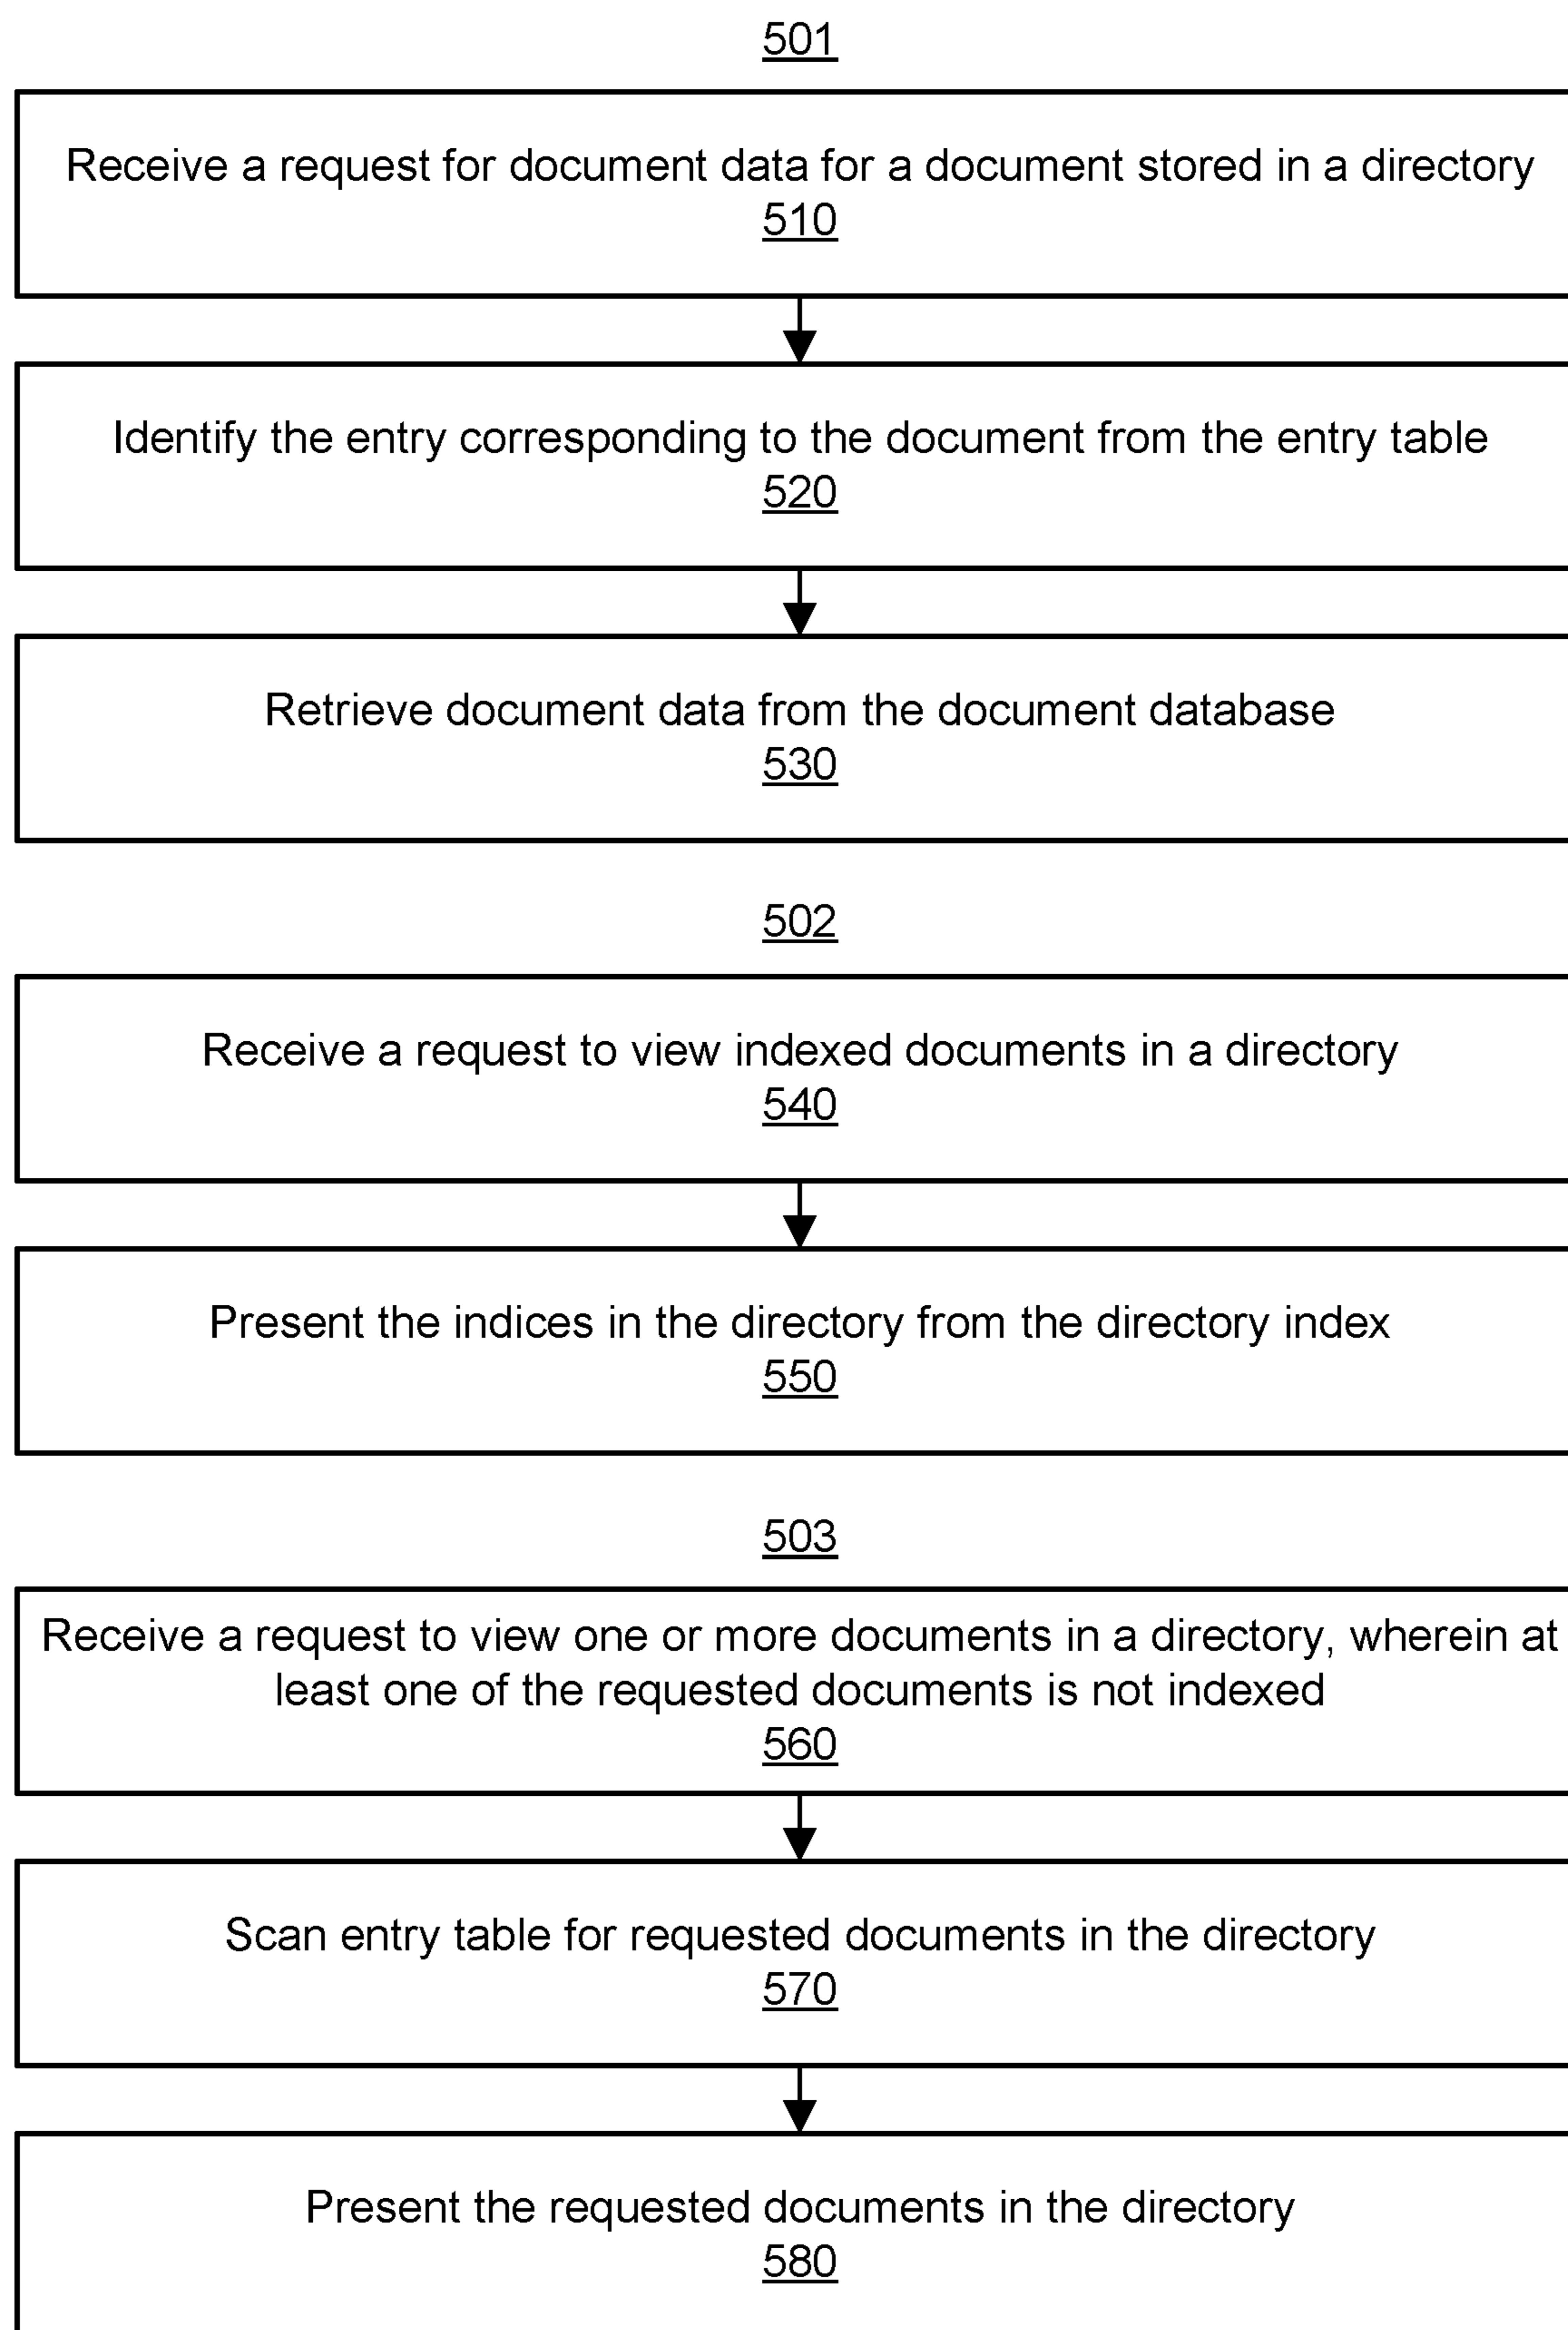 501
Receive a request for document data for a document stored in a directory
510
Identify the entry corresponding to the document from the entry table
520
Retrieve document data from the document database
530
502
Receive a request to view indexed documents in a directory
540
Present the indices in the directory from the directory index
550
503
Receive a request to view one or more documents in a directory, wherein at
least one of the requested documents is not indexed
560
Scan entry table for requested documents in the directory
570
Present the requested documents in the directory
580